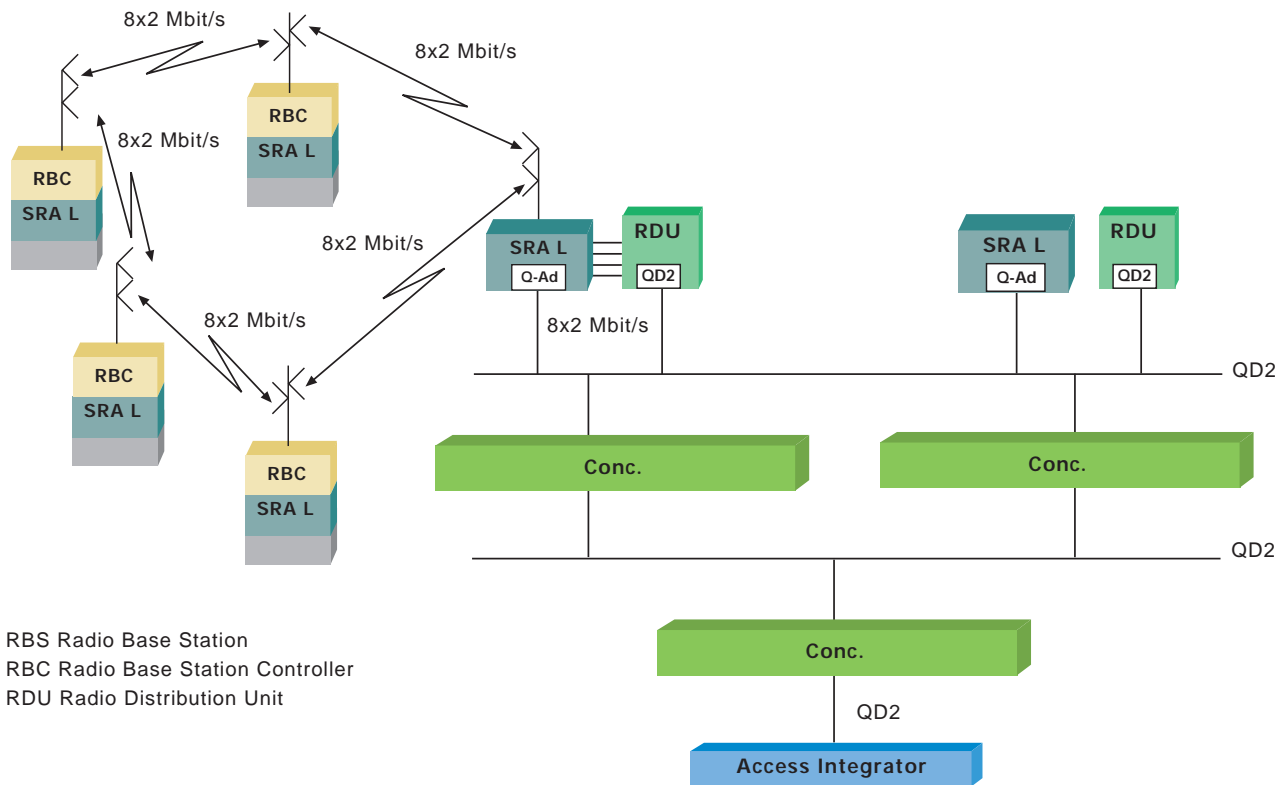 8x2 Mbit/s
8x2 Mbit/s
RBC
SRA L
8x2 Mbit/s
RBC
SRA L
8x2 Mbit/s
SRA L
Q-Ad
RDU
QD2
SRA L
Q-Ad
RDU
QD2
8x2 Mbit/s
8x2 Mbit/s
RBC
SRA L
QD2
RBC
SRA L
Conc.
Conc.
QD2
RBS Radio Base Station
RBC Radio Base Station Controller
RDU Radio Distribution Unit
Conc.
QD2
Access Integrator